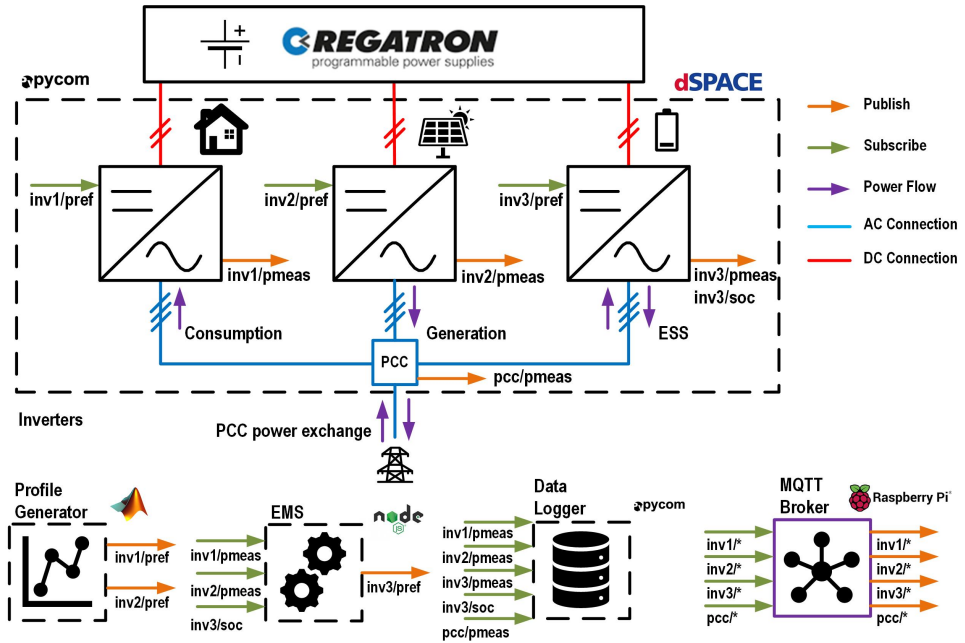 +
REGATRON
programmable power supplies
pycom
dSPACE
inv1/pref
inv2/pref
inv3/pref
inv1/pmeas
inv2/pmeas
inv3/pmeas
inv3/soc
Consumption
Generation
ESS
PCC
pcc/pmeas
Inverters
PCC power exchange
Publish
Subscribe
Power Flow
AC Connection
DC Connection
Profile
Generator
inv1/pref
inv2/pref
EMS
node
JS
inv1/pmeas
inv2/pmeas
inv3/soc
inv3/pref
Data
Logger
pycom
inv1/pmeas
inv2/pmeas
inv3/pmeas
inv3/soc
pcc/pmeas
MQTT
Broker
Raspberry Pi
inv1/*
inv2/*
inv3/*
pcc/*
inv1/*
inv2/*
inv3/*
pcc/*